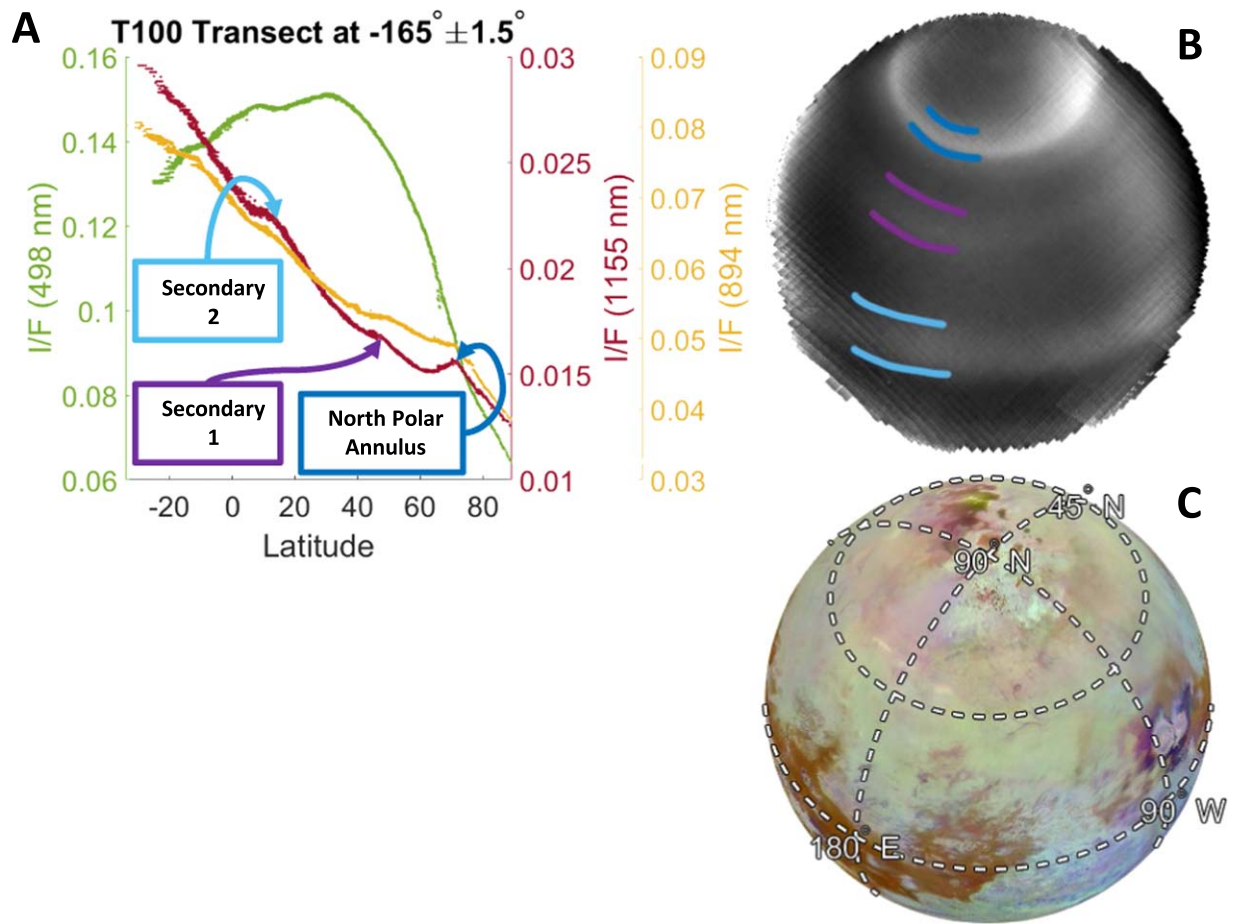 A
T100 Transect at -165°±1.5°
B
I/F (498 nm)
0.16
0.14
0.12
0.1
0.08
0.06
I/F (1155 nm)
0.03
0.025
0.02
0.015
0.01
I/F (894 nm)
0.09
0.08
0.07
0.06
0.05
0.04
0.03
Secondary
2
Secondary
1
North Polar
Annulus
-20 0 20 40 60 80
Latitude
C
45° N
90° N
90° W
180° E